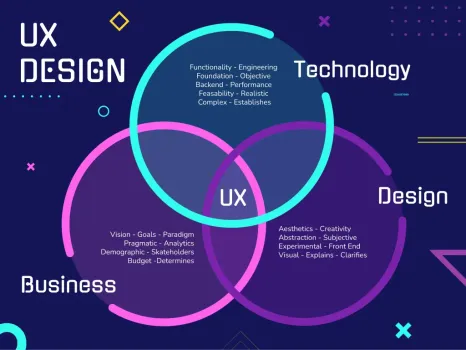 UX
DESIGN
Functionality - Engineering
Foundation - Objective
Backend - Performance
Feasability - Realistic
Complex - Establishes
Technology
UX
Design
Vision - Goals - Paradigm
Pragmatic - Analytics
Demographic - Skateholders
Budget -Determines
Aesthetics - Creativity
Abstraction - Subjective
Experimental - Front End
Visual - Explains - Clarifies
Business